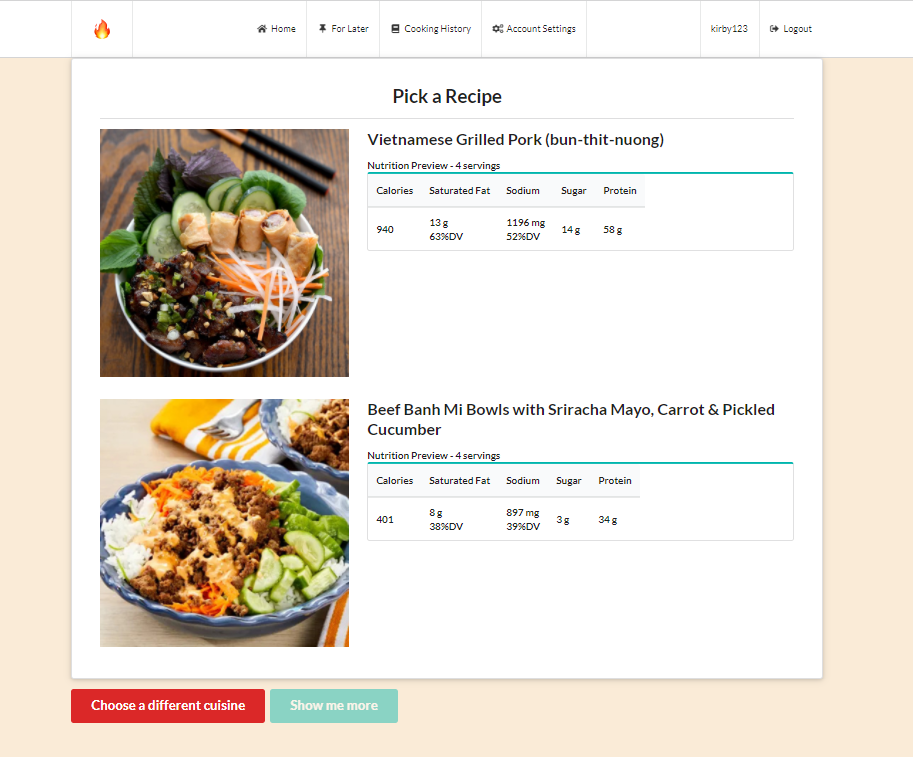 Home
For Later
Cooking History
Account Settings
kirby123
Logout
Pick a Recipe
Vietnamese Grilled Pork (bun-thit-nuong)
Nutrition Preview - 4 servings
Calories Saturated Fat Sodium Sugar Protein
940 13 g 1196 mg 14 g 58 g
63%DV 52%DV
Beef Banh Mi Bowls with Sriracha Mayo, Carrot & Pickled
Cucumber
Nutrition Preview - 4 servings
Calories Saturated Fat Sodium Sugar Protein
401 8 g 897 mg 3 g 34 g
38%DV 39%DV
Choose a different cuisine
Show me more